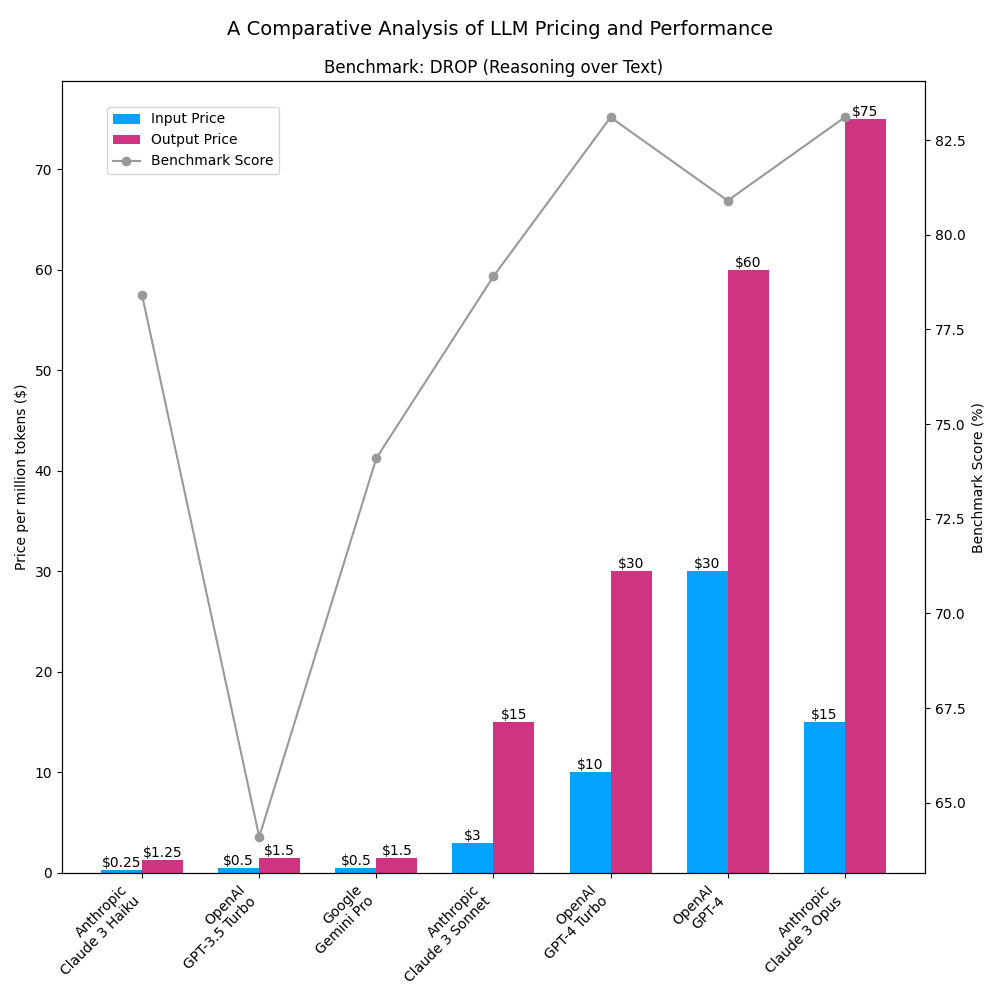 A Comparative Analysis of LLM Pricing and Performance
Benchmark: DROP (Reasoning over Text)
Input Price
Output Price
Benchmark Score
Price per million tokens ($)
70
60
50
40
30
20
10
0
Benchmark Score (%)
82.5
80.0
77.5
75.0
72.5
70.0
67.5
65.0
$0.25
$1.25
$0.5
$1.5
$0.5
$1.5
$3
$15
$10
$30
$30
$60
$15
$75
Anthropic
Claude 3 Haiku
OpenAI
GPT-3.5 Turbo
Google
Gemini Pro
Anthropic
Claude 3 Sonnet
OpenAI
GPT-4 Turbo
OpenAI
GPT-4
Anthropic
Claude 3 Opus